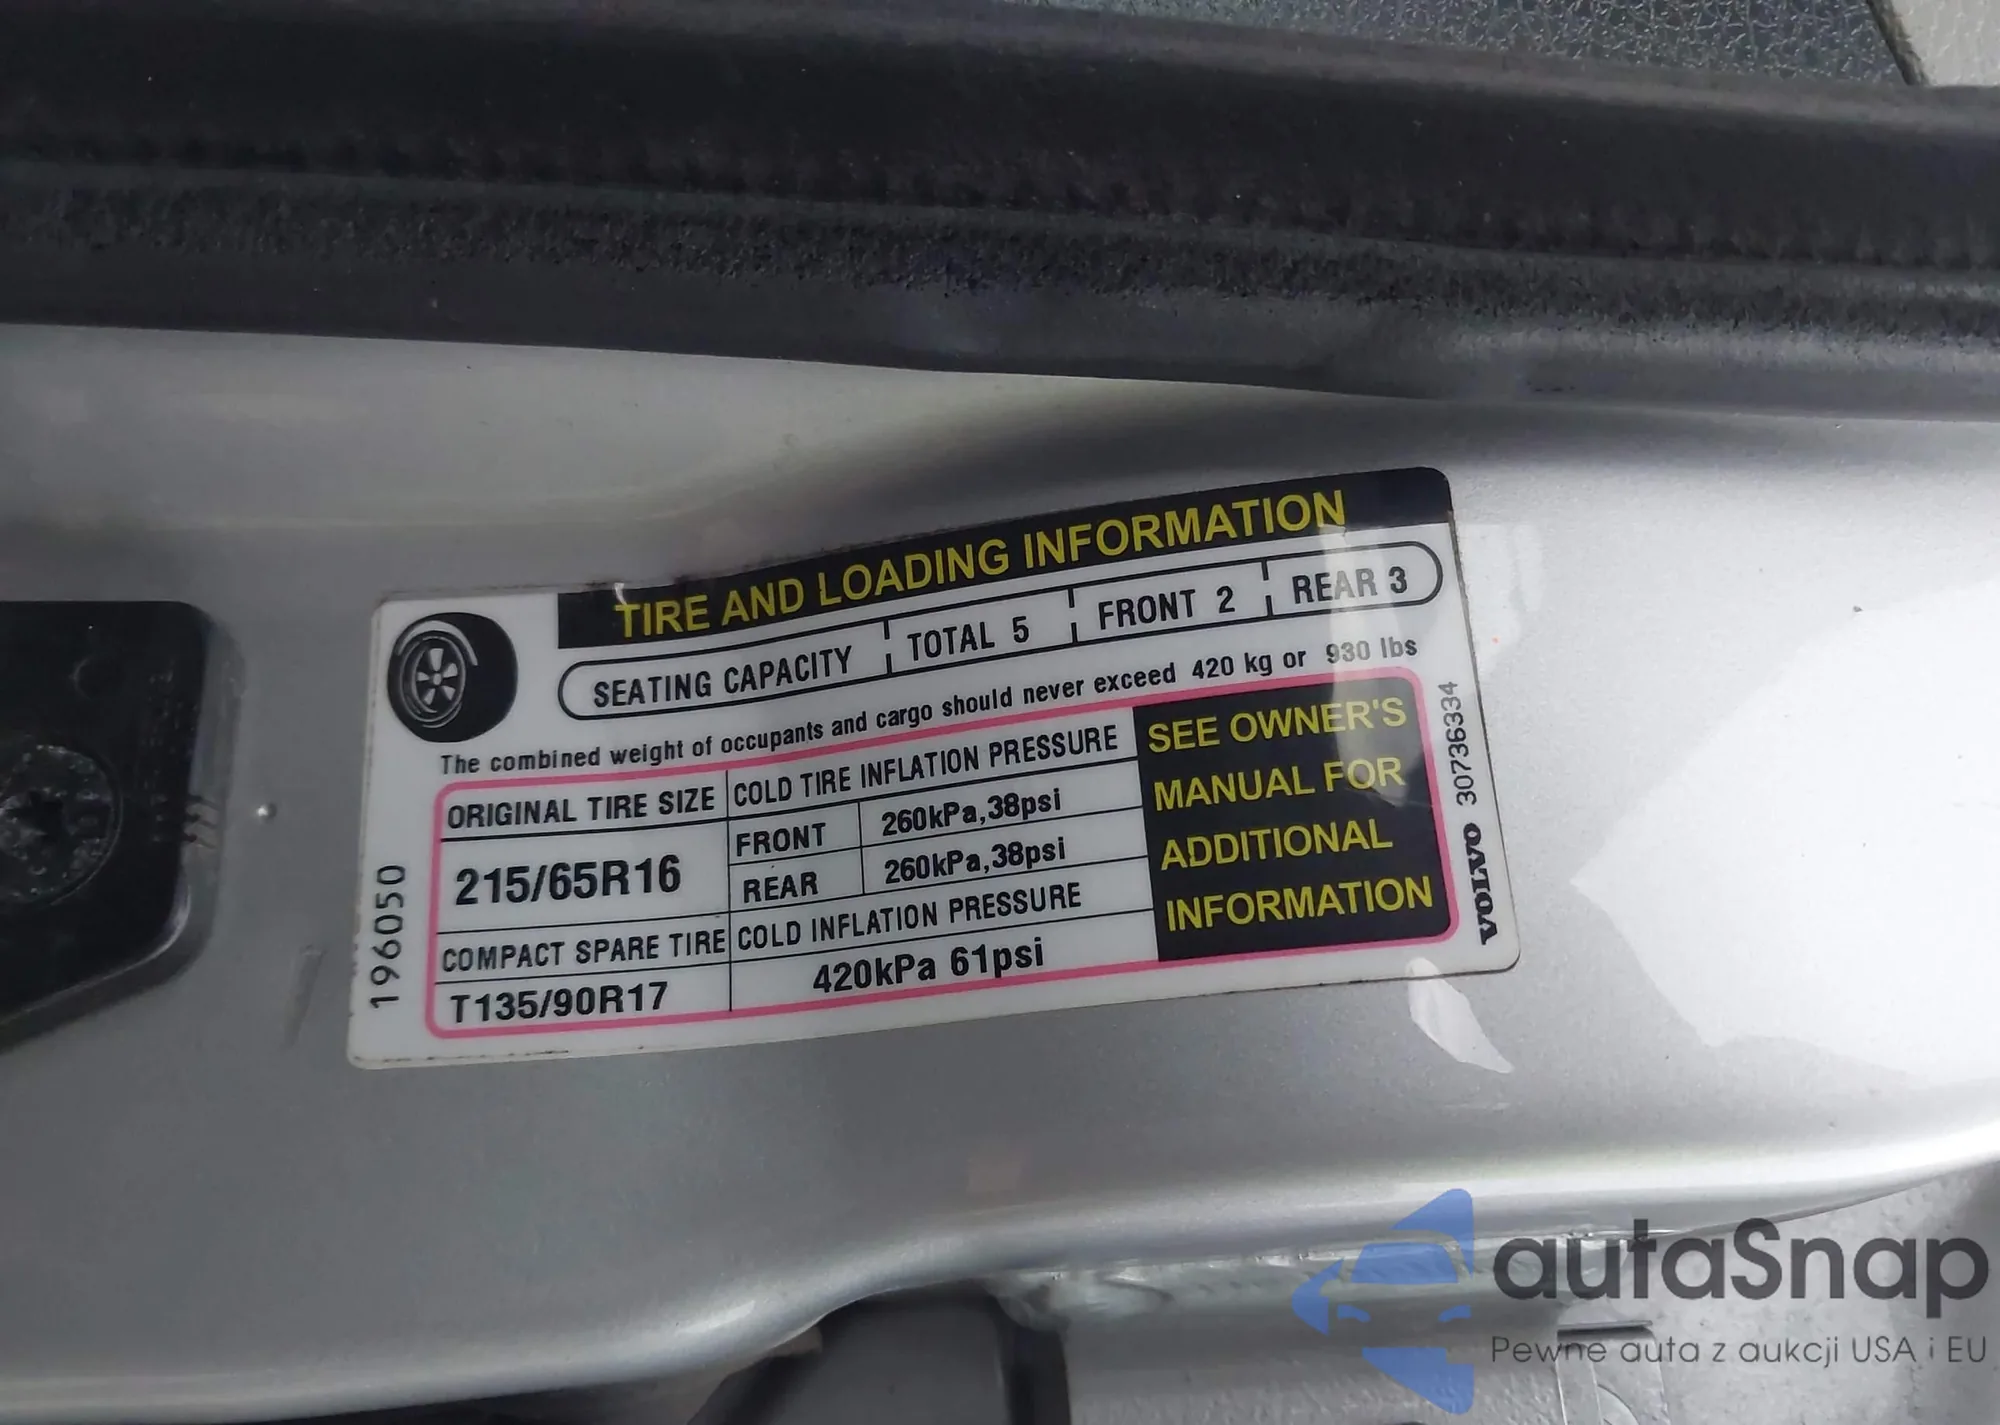 TIRE AND LOADING INFORMATION
SEATING CAPACITY TOTAL 5 FRONT 2 REAR 3
The combined weight of occupants and cargo should never exceed 420 kg or 930 lbs
ORIGINAL TIRE SIZE COLD TIRE INFLATION PRESSURE
215/65R16
FRONT 260kPa,38psi
REAR 260kPa,38psi
COMPACT SPARE TIRE COLD INFLATION PRESSURE
T135/90R17 420kPa 61psi
SEE OWNER'S
MANUAL FOR
ADDITIONAL
INFORMATION
196050
VOLVO 30736334
autaSnap
Pewne auta z aukcji USA i EU